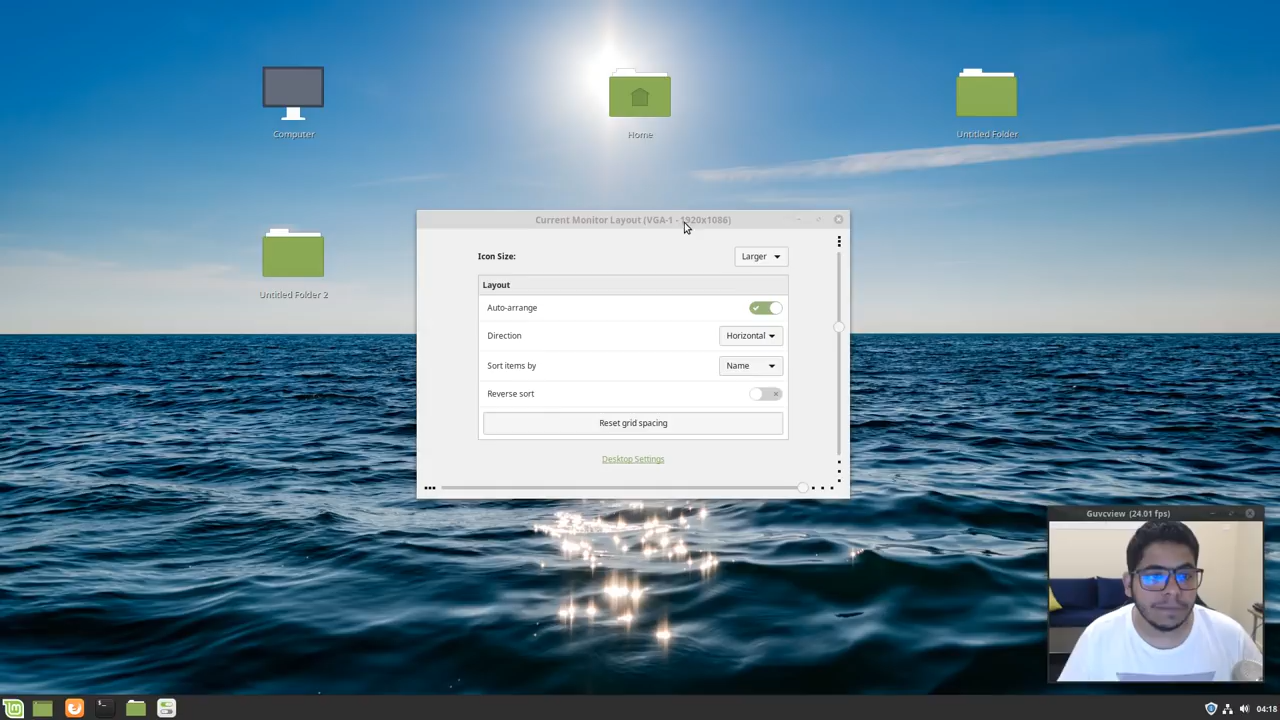 Computer
Home
Untitled Folder
Untitled Folder 2
Current Monitor Layout (VGA-1 - 1920x1086)
Icon Size:
Larger
Layout
Auto-arrange
Direction
Horizontal
Sort items by
Name
Reverse sort
Reset grid spacing
Desktop Settings
Guvcview (24.01 fps)
04:18